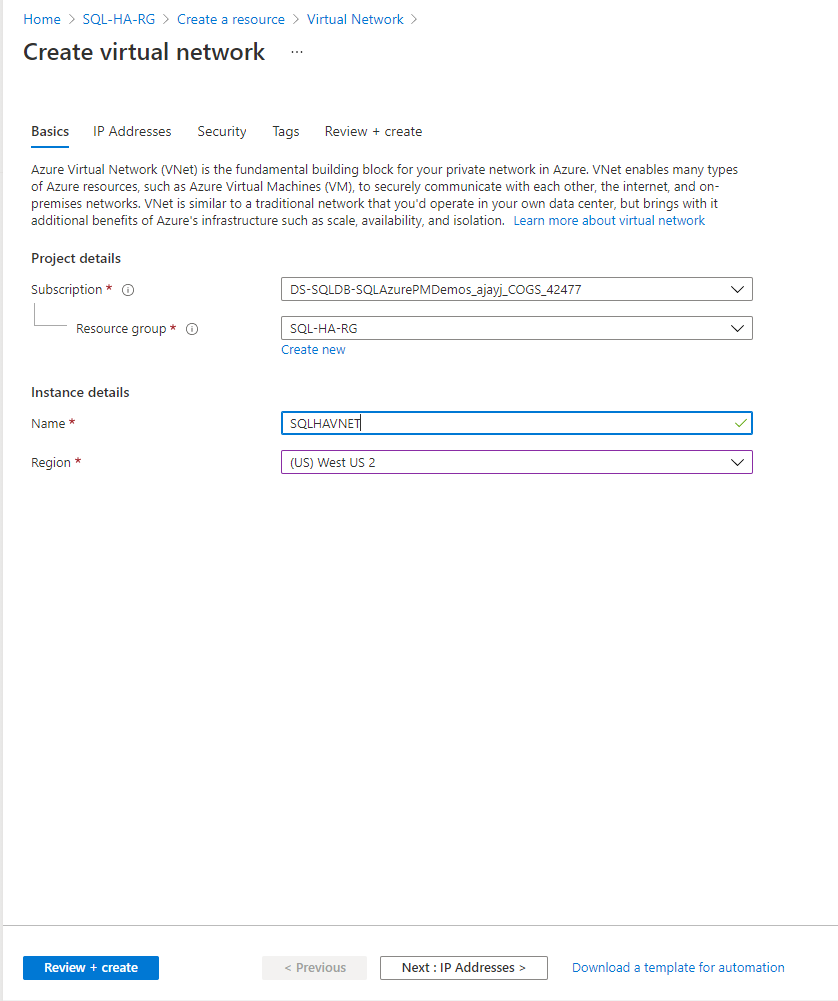 Home > SQL-HA-RG > Create a resource > Virtual Network >
Create virtual network ...
Basics IP Addresses Security Tags Review + create
Azure Virtual Network (VNet) is the fundamental building block for your private network in Azure. VNet enables many types
of Azure resources, such as Azure Virtual Machines (VM), to securely communicate with each other, the internet, and on-
premises networks. VNet is similar to a traditional network that you'd operate in your own data center, but brings with it
additional benefits of Azure's infrastructure such as scale, availability, and isolation. Learn more about virtual network
Project details
Subscription * DS-SQLDB-SQLAzurePMDemos_ajayj_COGS_42477
Resource group * SQL-HA-RG
Create new
Instance details
Name * SQLHAVNET
Region * (US) West US 2
Review + create < Previous Next : IP Addresses > Download a template for automation